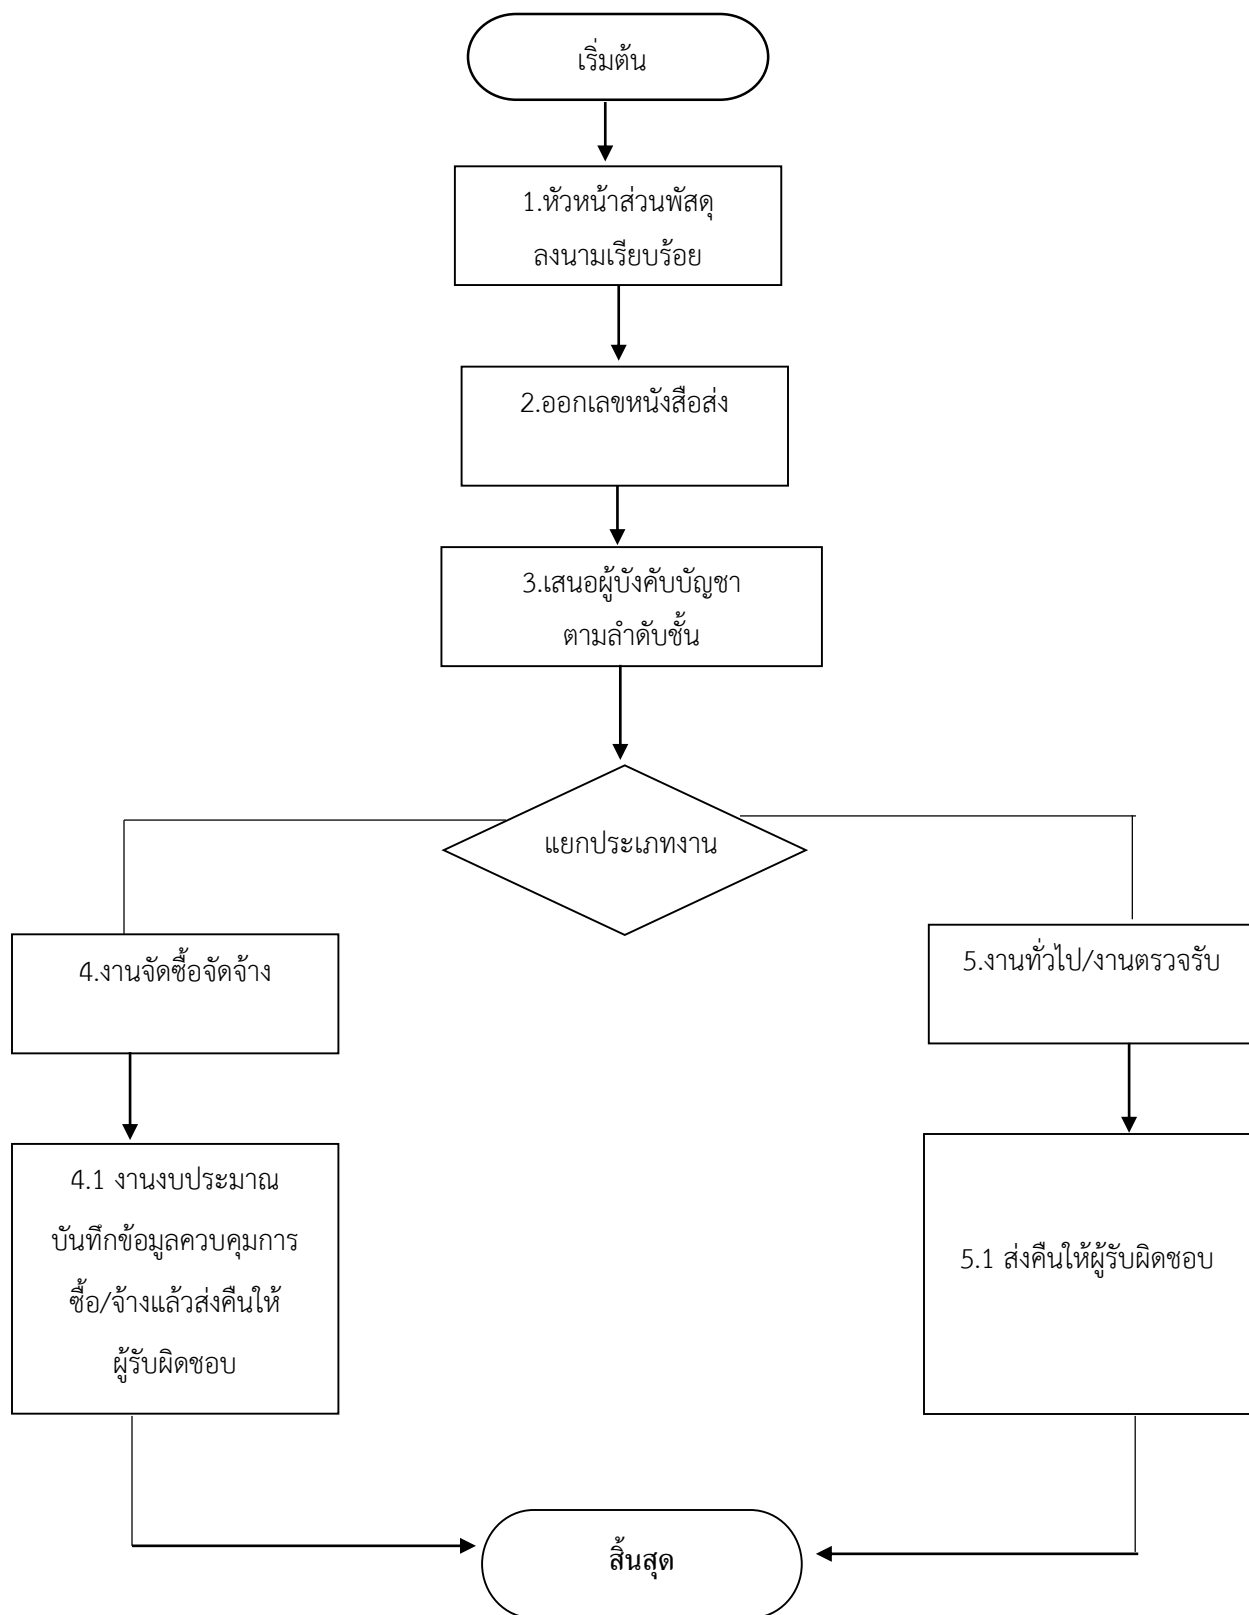 เริ่มต้น
1.หัวหน้าส่วนพัสดุ
ลงนามเรียบร้อย
2.ออกเลขหนังสือส่ง
3.เสนอผู้บังคับบัญชา
ตามลำดับชั้น
แยกประเภทงาน
4.งานจัดซื้อจัดจ้าง
4.1 งานงบประมาณ
บันทึกข้อมูลควบคุมการ
ซื้อ/จ้างแล้วส่งคืนให้
ผู้รับผิดชอบ
5.งานทั่วไป/งานตรวจรับ
5.1 ส่งคืนให้ผู้รับผิดชอบ
สิ้นสุด